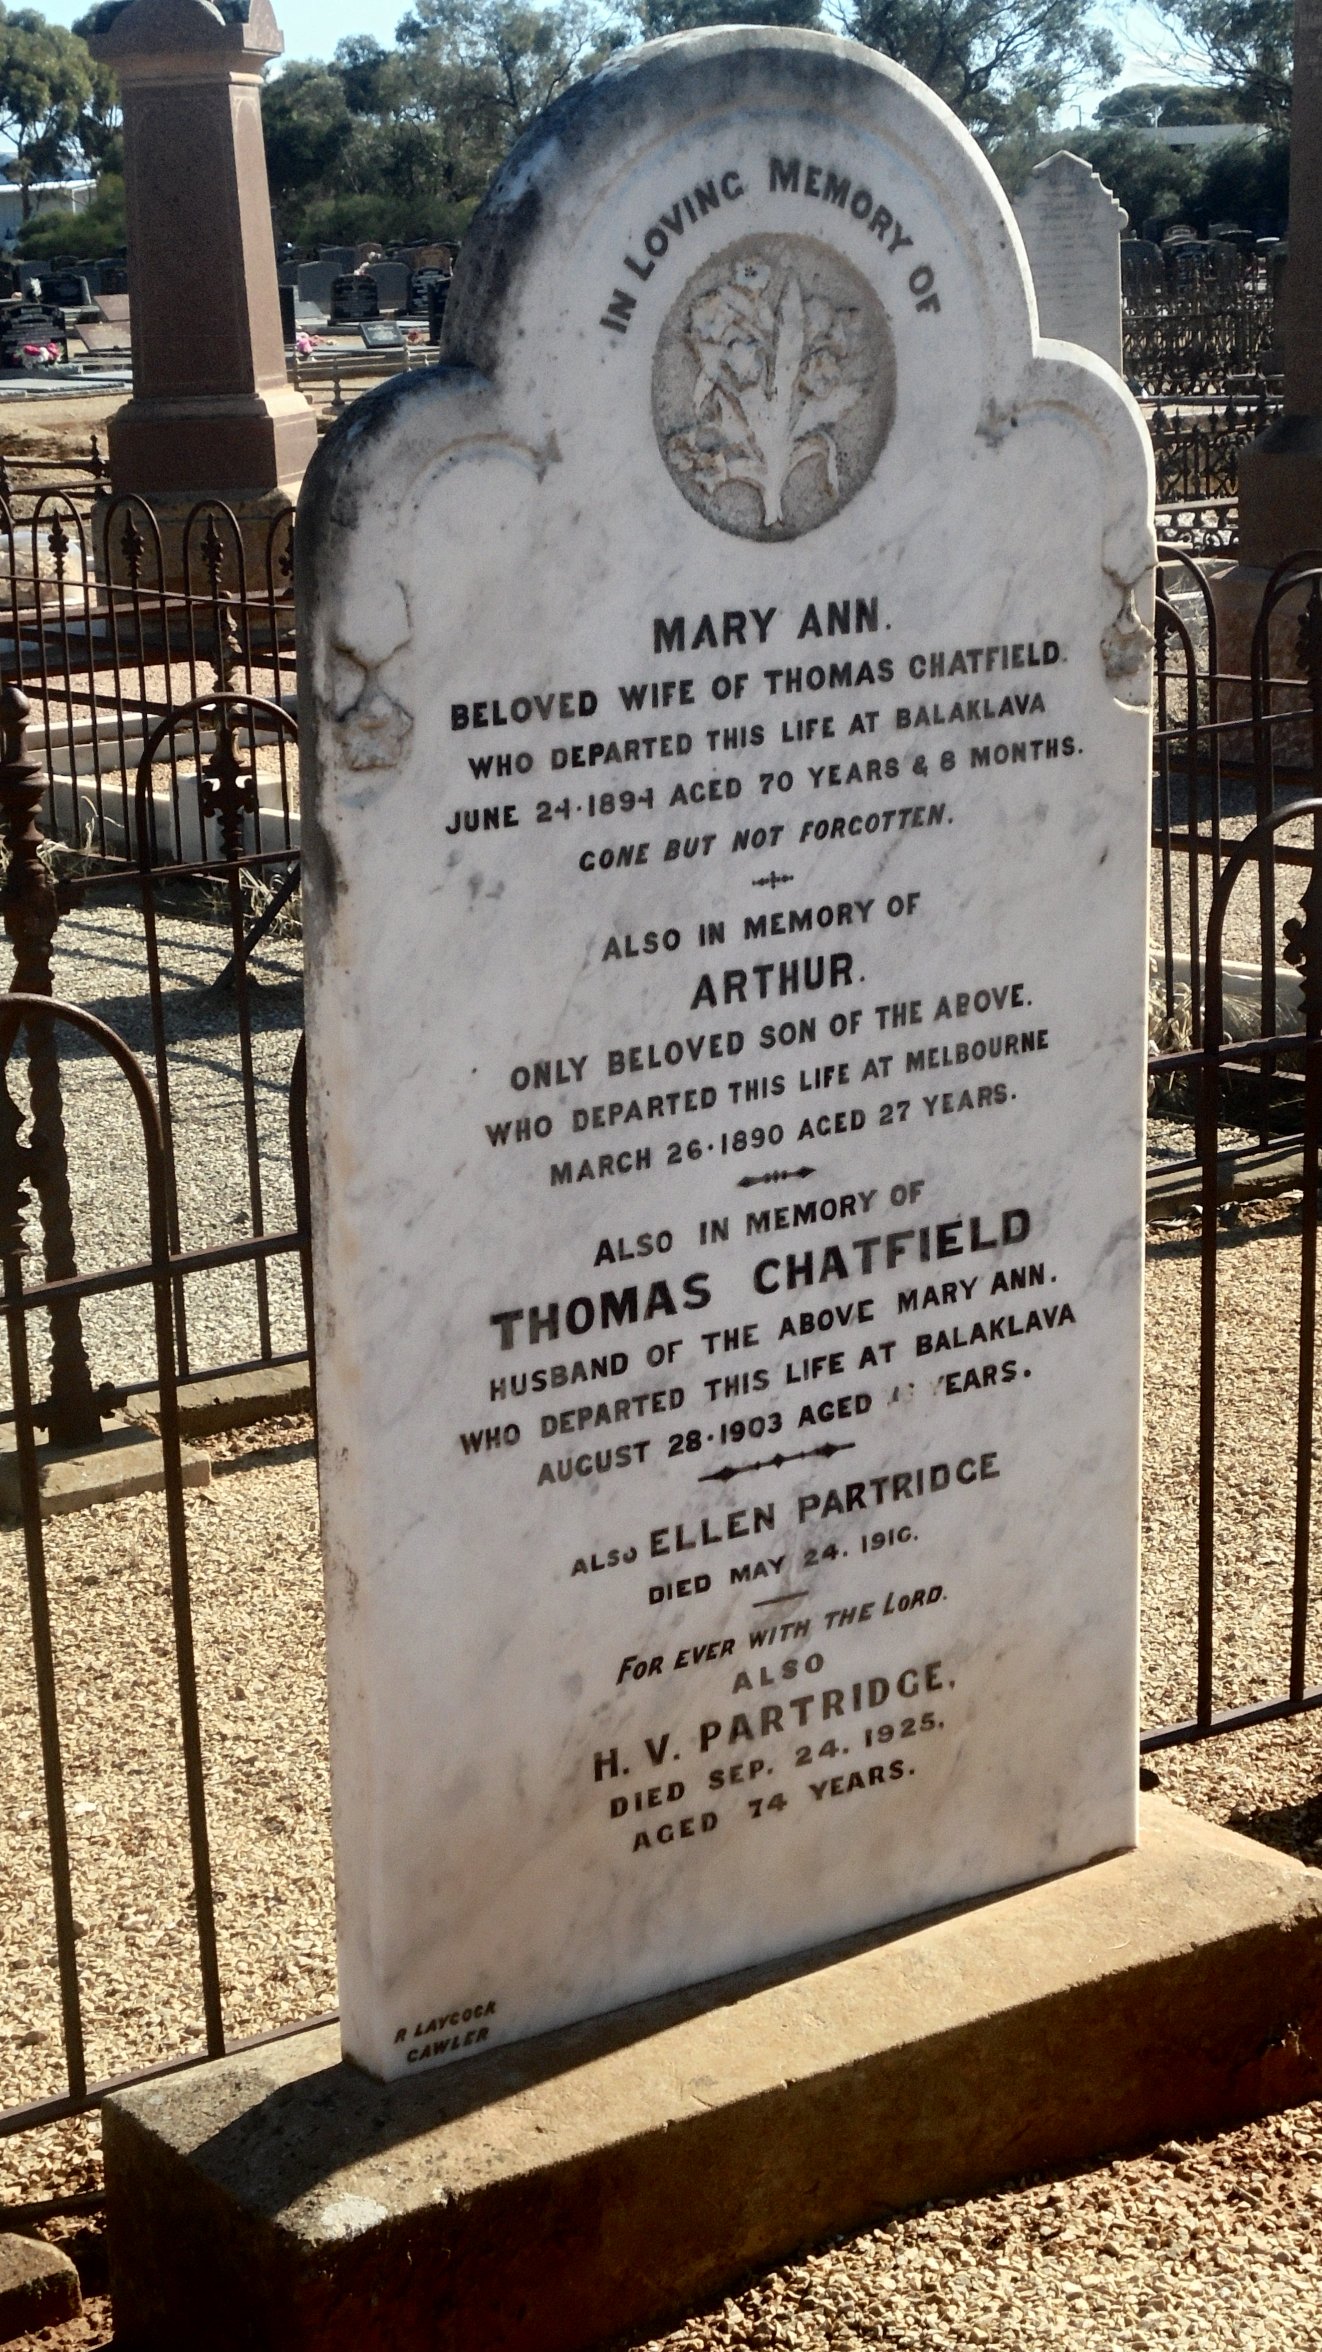 IN LOVING MEMORY OF
MARY ANN.
BELOVED WIFE OF THOMAS CHATFIELD.
WHO DEPARTED THIS LIFE AT BALAKLAVA
JUNE 24·1894 AGED 70 YEARS & 8 MONTHS.
GONE BUT NOT FORGOTTEN.
ALSO IN MEMORY OF
ARTHUR.
ONLY BELOVED SON OF THE ABOVE.
WHO DEPARTED THIS LIFE AT MELBOURNE
MARCH 26·1890 AGED 27 YEARS.
ALSO IN MEMORY OF
THOMAS CHATFIELD
HUSBAND OF THE ABOVE MARY ANN.
WHO DEPARTED THIS LIFE AT BALAKLAVA
AUGUST 28·1903 AGED YEARS.
ALSO ELLEN PARTRIDGE
DIED MAY 24. 1916.
FOR EVER WITH THE LORD.
ALSO
H. V. PARTRIDGE.
DIED SEP. 24. 1925.
AGED 74 YEARS.
R LAYCOCK
GAWLER